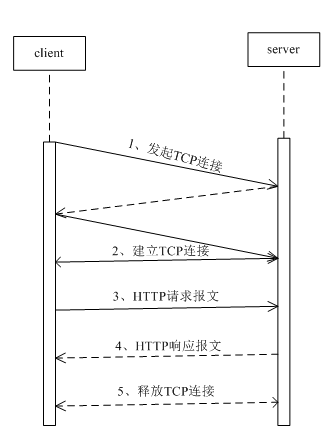 client
server
1、发起TCP连接
2、建立TCP连接
3、HTTP请求报文
4、HTTP响应报文
5、释放TCP连接